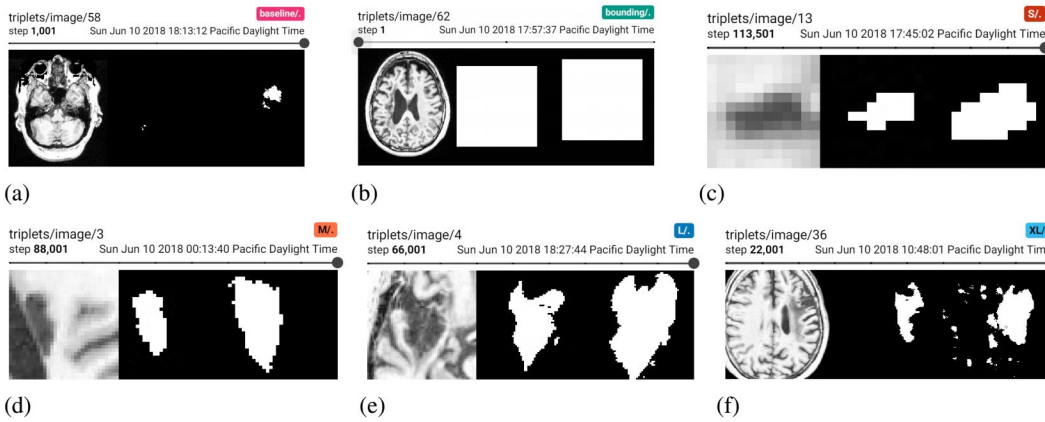 triplets/image/58
baseline/.
step 1,001
Sun Jun 10 2018 18:13:12 Pacific Daylight Time
(a)
triplets/image/62
bounding/.
step 1
Sun Jun 10 2018 17:57:37 Pacific Daylight Time
(b)
triplets/image/13
S/.
step 113,501
Sun Jun 10 2018 17:45:02 Pacific Daylight Time
(c)
triplets/image/3
M/.
step 88,001
Sun Jun 10 2018 00:13:40 Pacific Daylight Time
(d)
triplets/image/4
L/.
step 66,001
Sun Jun 10 2018 18:27:44 Pacific Daylight Time
(e)
triplets/image/36
XL/
step 22,001
Sun Jun 10 2018 10:48:01 Pacific Daylight Time
(f)